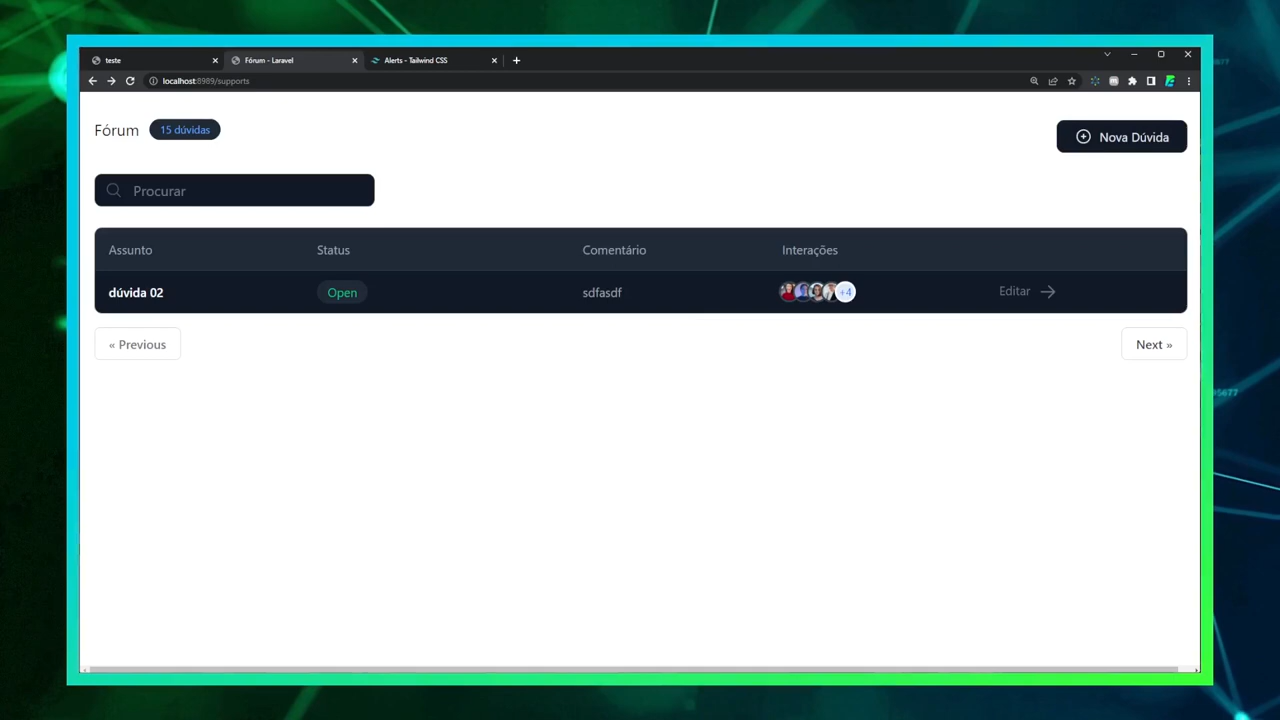 teste
Fórum - Laravel
Alerts - Tailwind CSS
localhost:8989/supports
Fórum
15 dúvidas
Nova Dúvida
Procurar
Assunto Status Comentário Interações
dúvida 02 Open sdfasdf +4 Editar
« Previous
Next »